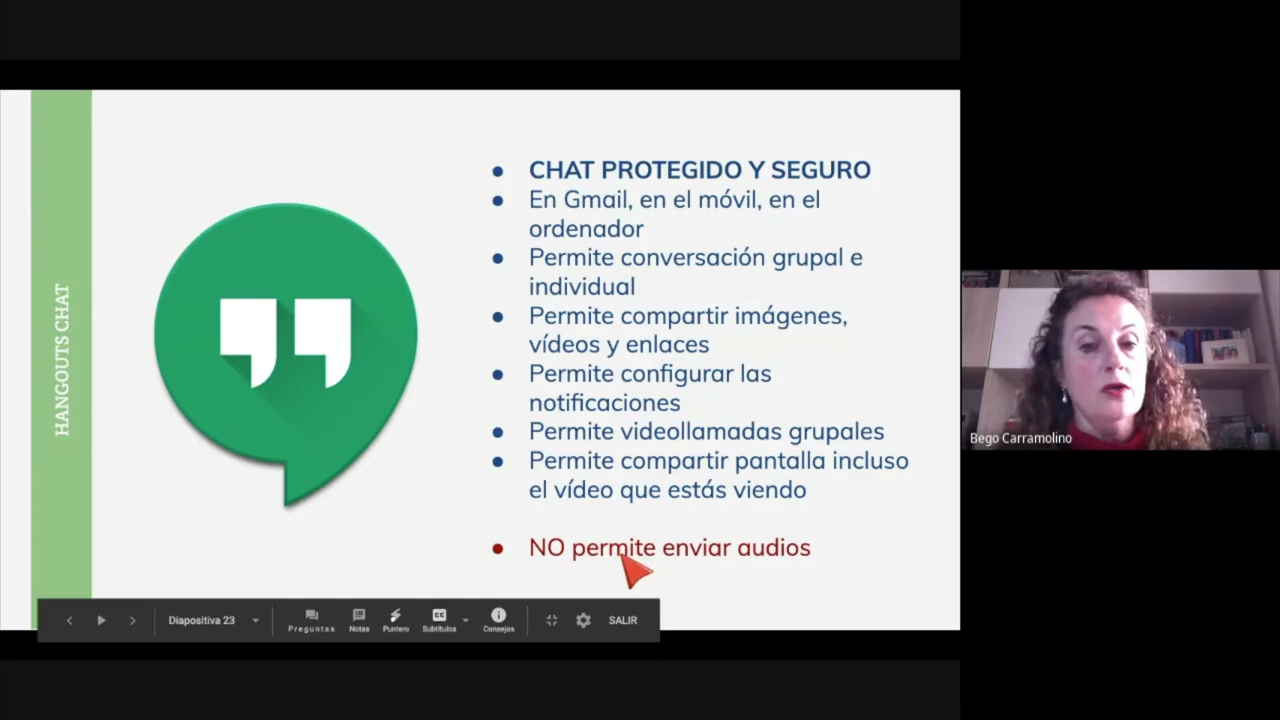 HANGOUTS CHAT
● CHAT PROTEGIDO Y SEGURO
● En Gmail, en el móvil, en el
ordenador
● Permite conversación grupal e
individual
● Permite compartir imágenes,
vídeos y enlaces
● Permite configurar las
notificaciones
● Permite videollamadas grupales
● Permite compartir pantalla incluso
el vídeo que estás viendo
● NO permite enviar audios
Diapositiva 23
Preguntas
Notas
Puntero
CC
Subtítulos
Consejos
SALIR
Bego Carramolino